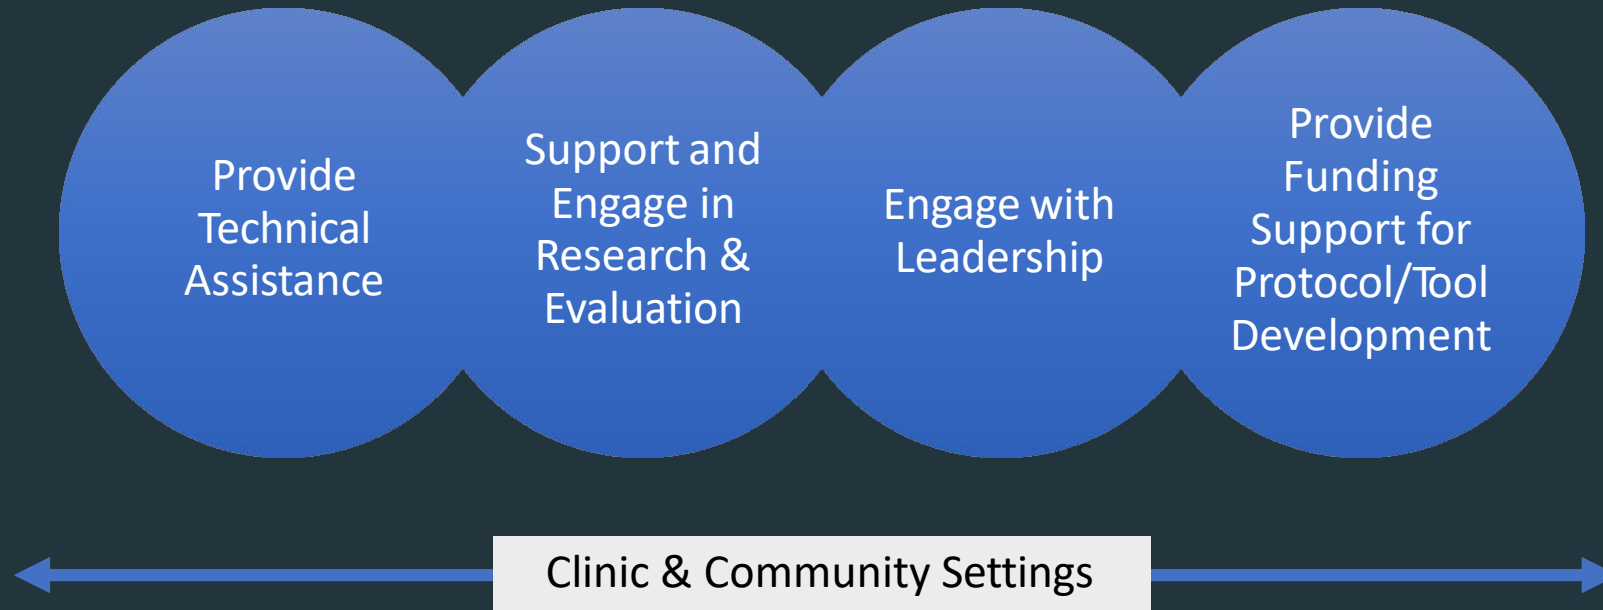 Provide
Technical
Assistance
Support and
Engage in
Research &
Evaluation
Engage with
Leadership
Provide
Funding
Support for
Protocol/Tool
Development
Clinic & Community Settings